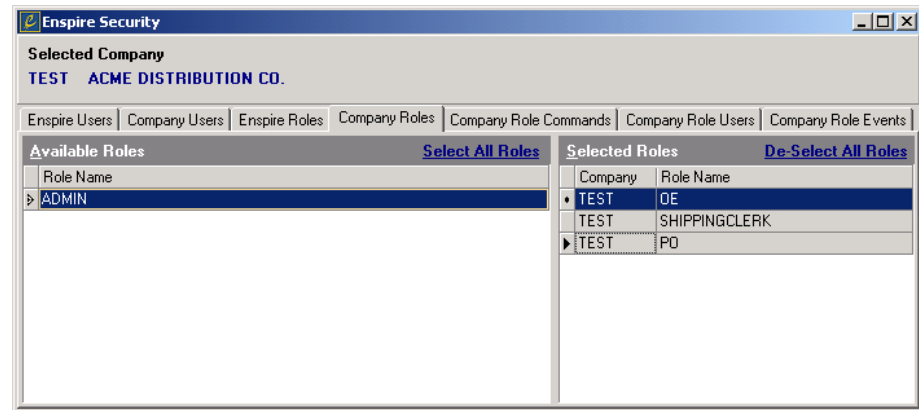 Enspire Security
Selected Company
TEST ACME DISTRIBUTION CO.
Enspire Users Company Users Enspire Roles Company Roles Company Role Commands Company Role Users Company Role Events
Available Roles Select All Roles Selected Roles De-Select All Roles
Role Name Company Role Name
ADMIN TEST OE
TEST SHIPPINGCLERK
TEST PO